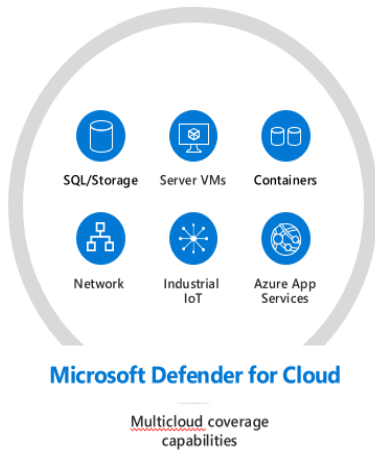 SQL/Storage
Server VMs
Containers
Network
Industrial
IoT
Azure App
Services
Microsoft Defender for Cloud
Multicloud coverage
capabilities